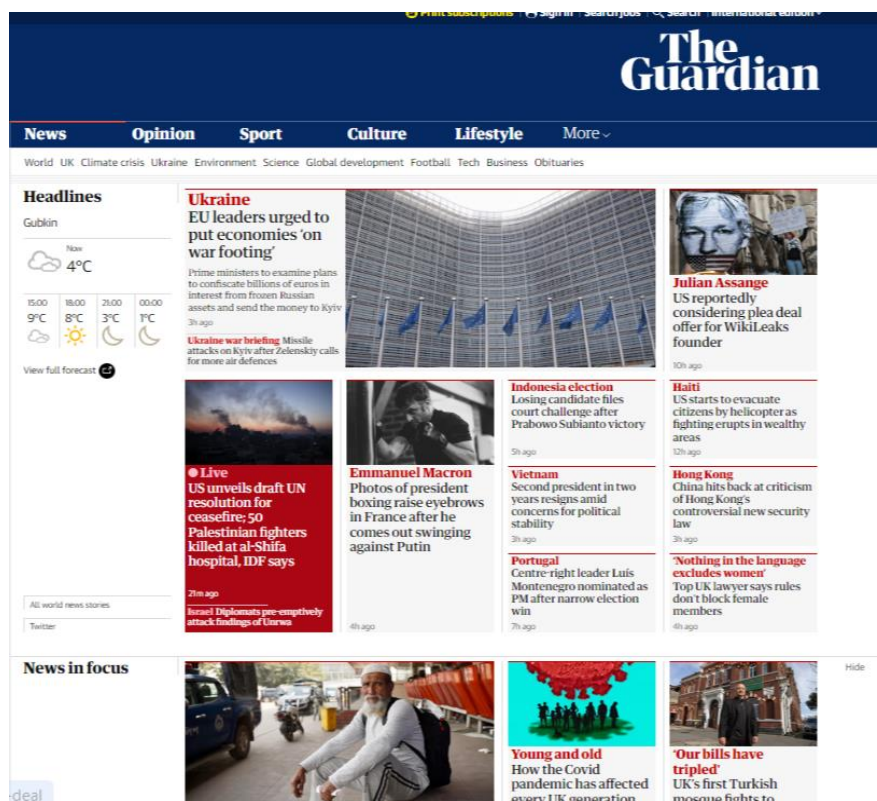 Print subscriptions Sign in Search jobs Search International edition
The
Guardian
News Opinion Sport Culture Lifestyle More
World UK Climate crisis Ukraine Environment Science Global development Football Tech Business Obituaries
Headlines
Gubkin
Now
4°C
15:00 18:00 21:00 00:00
9°C 8°C 3°C 1°C
View full forecast
All world news stories
Twitter
Ukraine
EU leaders urged to
put economies ‘on
war footing’
Prime ministers to examine plans
to confiscate billions of euros in
interest from frozen Russian
assets and send the money to Kyiv
3h ago
Ukraine war briefing Missile
attacks on Kyiv after Zelenskiy calls
for more air defences
Julian Assange
US reportedly
considering plea deal
offer for WikiLeaks
founder
10h ago
Live
US unveils draft UN
resolution for
ceasefire; 50
Palestinian fighters
killed at al-Shifa
hospital, IDF says
21m ago
Israel Diplomats pre-emptively
attack findings of Unrwa
Emmanuel Macron
Photos of president
boxing raise eyebrows
in France after he
comes out swinging
against Putin
4h ago
Indonesia election
Losing candidate files
court challenge after
Prabowo Subianto victory
5h ago
Haiti
US starts to evacuate
citizens by helicopter as
fighting erupts in wealthy
areas
12h ago
Vietnam
Second president in two
years resigns amid
concerns for political
stability
3h ago
Hong Kong
China hits back at criticism
of Hong Kong’s
controversial new security
law
3h ago
Portugal
Centre-right leader Luís
Montenegro nominated as
PM after narrow election
win
7h ago
‘Nothing in the language
excludes women’
Top UK lawyer says rules
don’t block female
members
4h ago
News in focus
Hide
Young and old
How the Covid
pandemic has affected
every UK generation
‘Our bills have
tripled’
UK’s first Turkish
mosque fights to
-deal